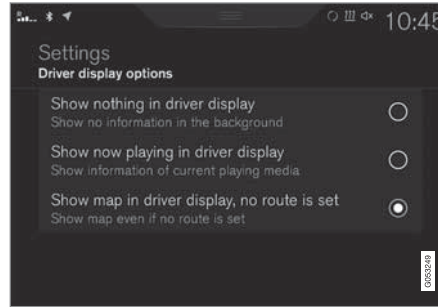 10:45
Settings
Driver display options
Show nothing in driver display
Show no information in the background
Show now playing in driver display
Show information of current playing media
Show map in driver display, no route is set
Show map even if no route is set
G053249